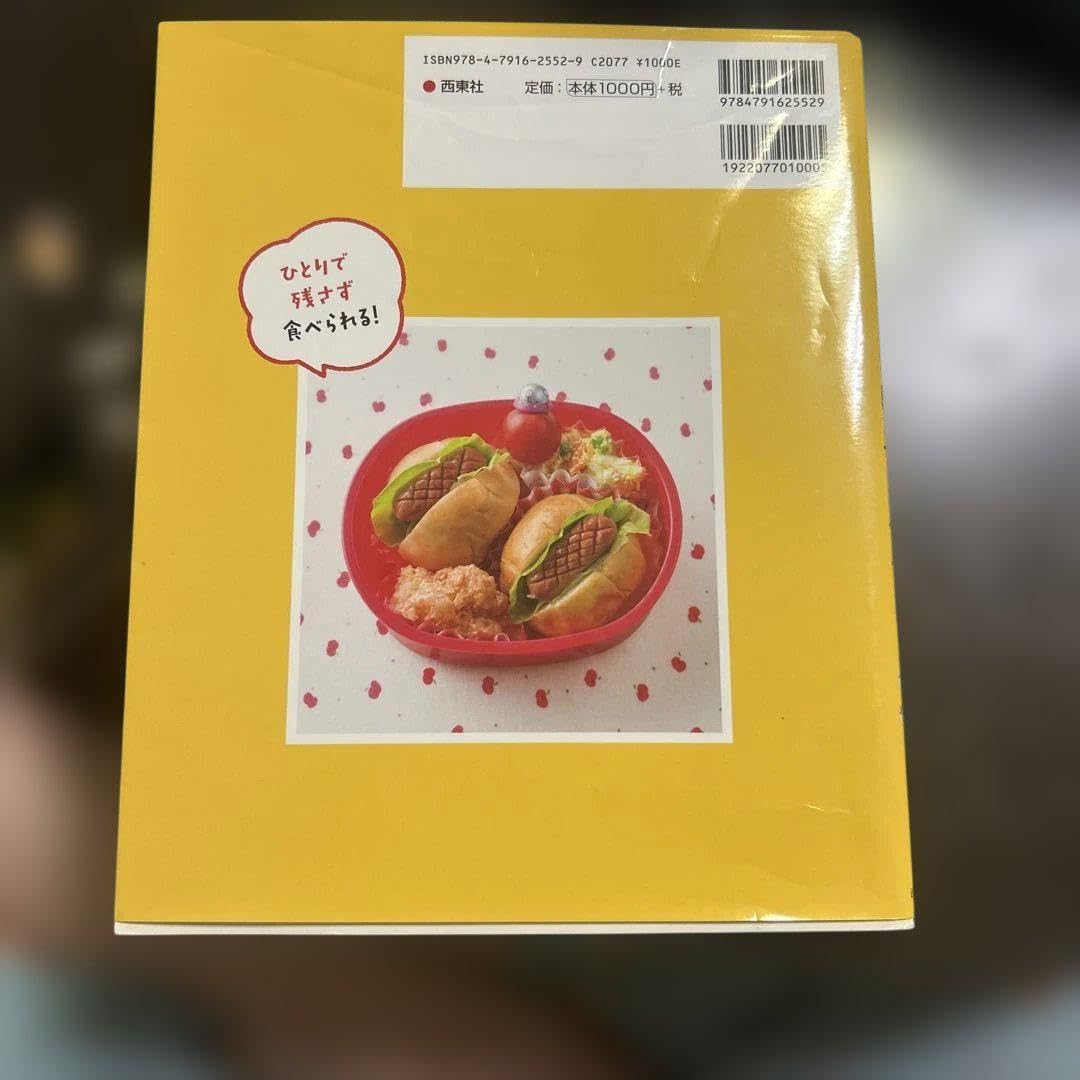 ISBN978-4-7916-2552-9 C2077 ¥1000E
西東社 定価：本体1000円+税
9784791625529
1922077010005
ひとりで
残さず
食べられる!